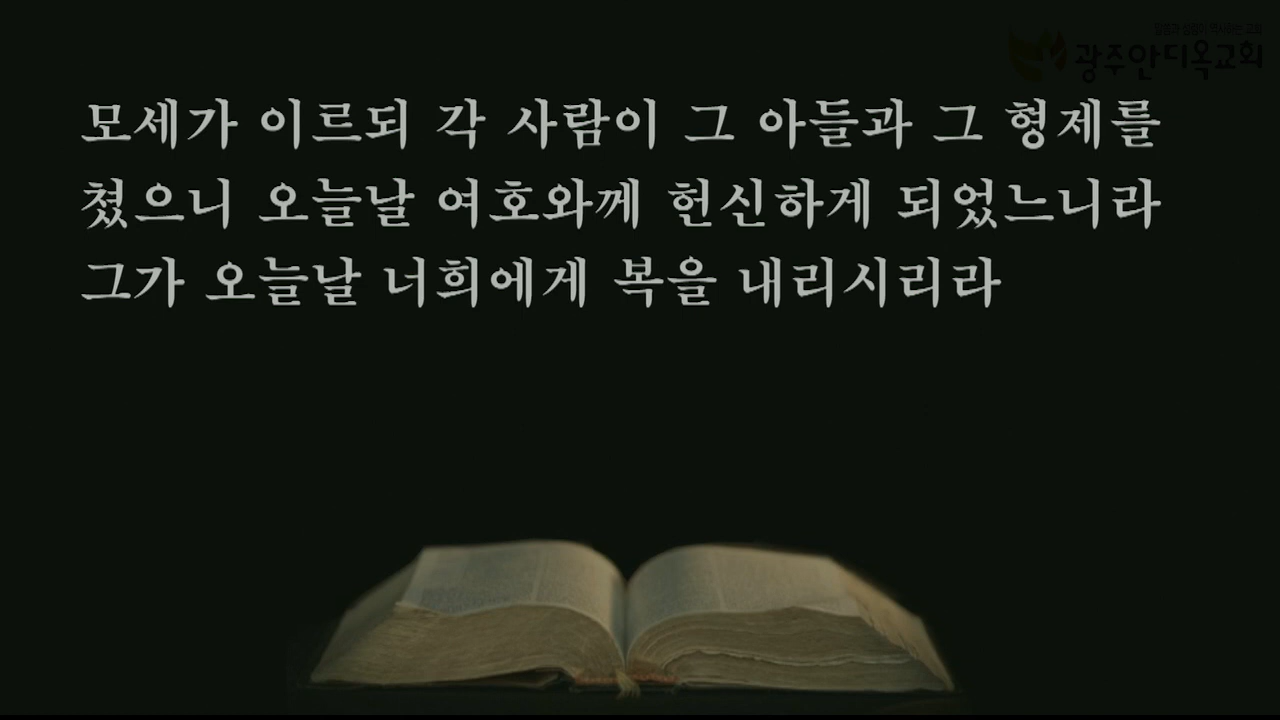 광주안디옥교회
모세가 이르되 각 사람이 그 아들과 그 형제를
쳤으니 오늘날 여호와께 헌신하게 되었느니라
그가 오늘날 너희에게 복을 내리시리라